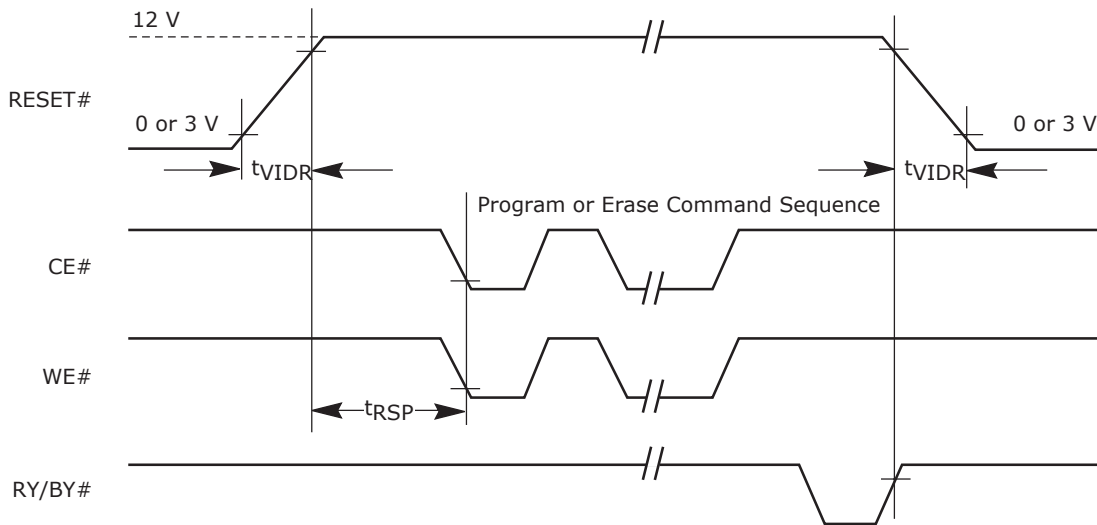 12 V
RESET#
0 or 3 V
0 or 3 V
tVIDR
tVIDR
Program or Erase Command Sequence
CE#
WE#
tRSP
RY/BY#